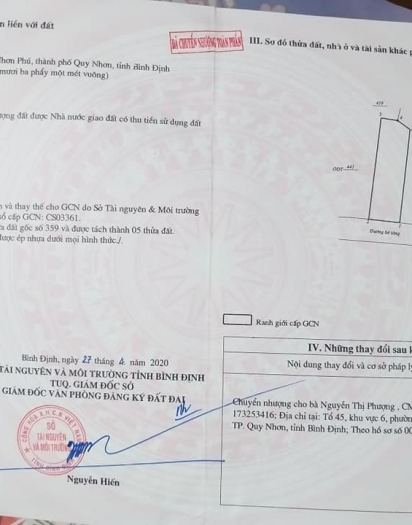 n liền với đất
Nhơn Phú, thành phố Quy Nhơn, tỉnh Bình Định
mươi ba phẩy một mét vuông)
ợng đất được Nhà nước giao đất có thu tiền sử dụng đất
và thay thế cho GCN do Sở Tài nguyên & Môi trường
số cấp GCN: CS03361.
đất gốc số 359 và được tách thành 05 thửa đất.
được ép nhựa dưới mọi hình thức./.
Bình Định, ngày 27 tháng 4 năm 2020
TÀI NGUYÊN VÀ MÔI TRƯỜNG TỈNH BÌNH ĐỊNH
TUQ. GIÁM ĐỐC SỞ
GIÁM ĐỐC VĂN PHÒNG ĐĂNG KÝ ĐẤT ĐAI
SỞ
TÀI NGUYÊN
VÀ MÔI TRƯỜNG
Nguyễn Hiến
ĐÃ CHUYỂN NHƯỢNG TOÀN PHẦN
III. Sơ đồ thửa đất, nhà ở và tài sản khác
Đường bê tông
Ranh giới cấp GCN
IV. Những thay đổi sau
Nội dung thay đổi và cơ sở pháp
Chuyển nhượng cho bà Nguyễn Thị Phượng , CM
173253416; Địa chỉ tại: Tổ 45, khu vực 6, phường
TP. Quy Nhơn, tỉnh Bình Định; Theo hồ sơ số 00